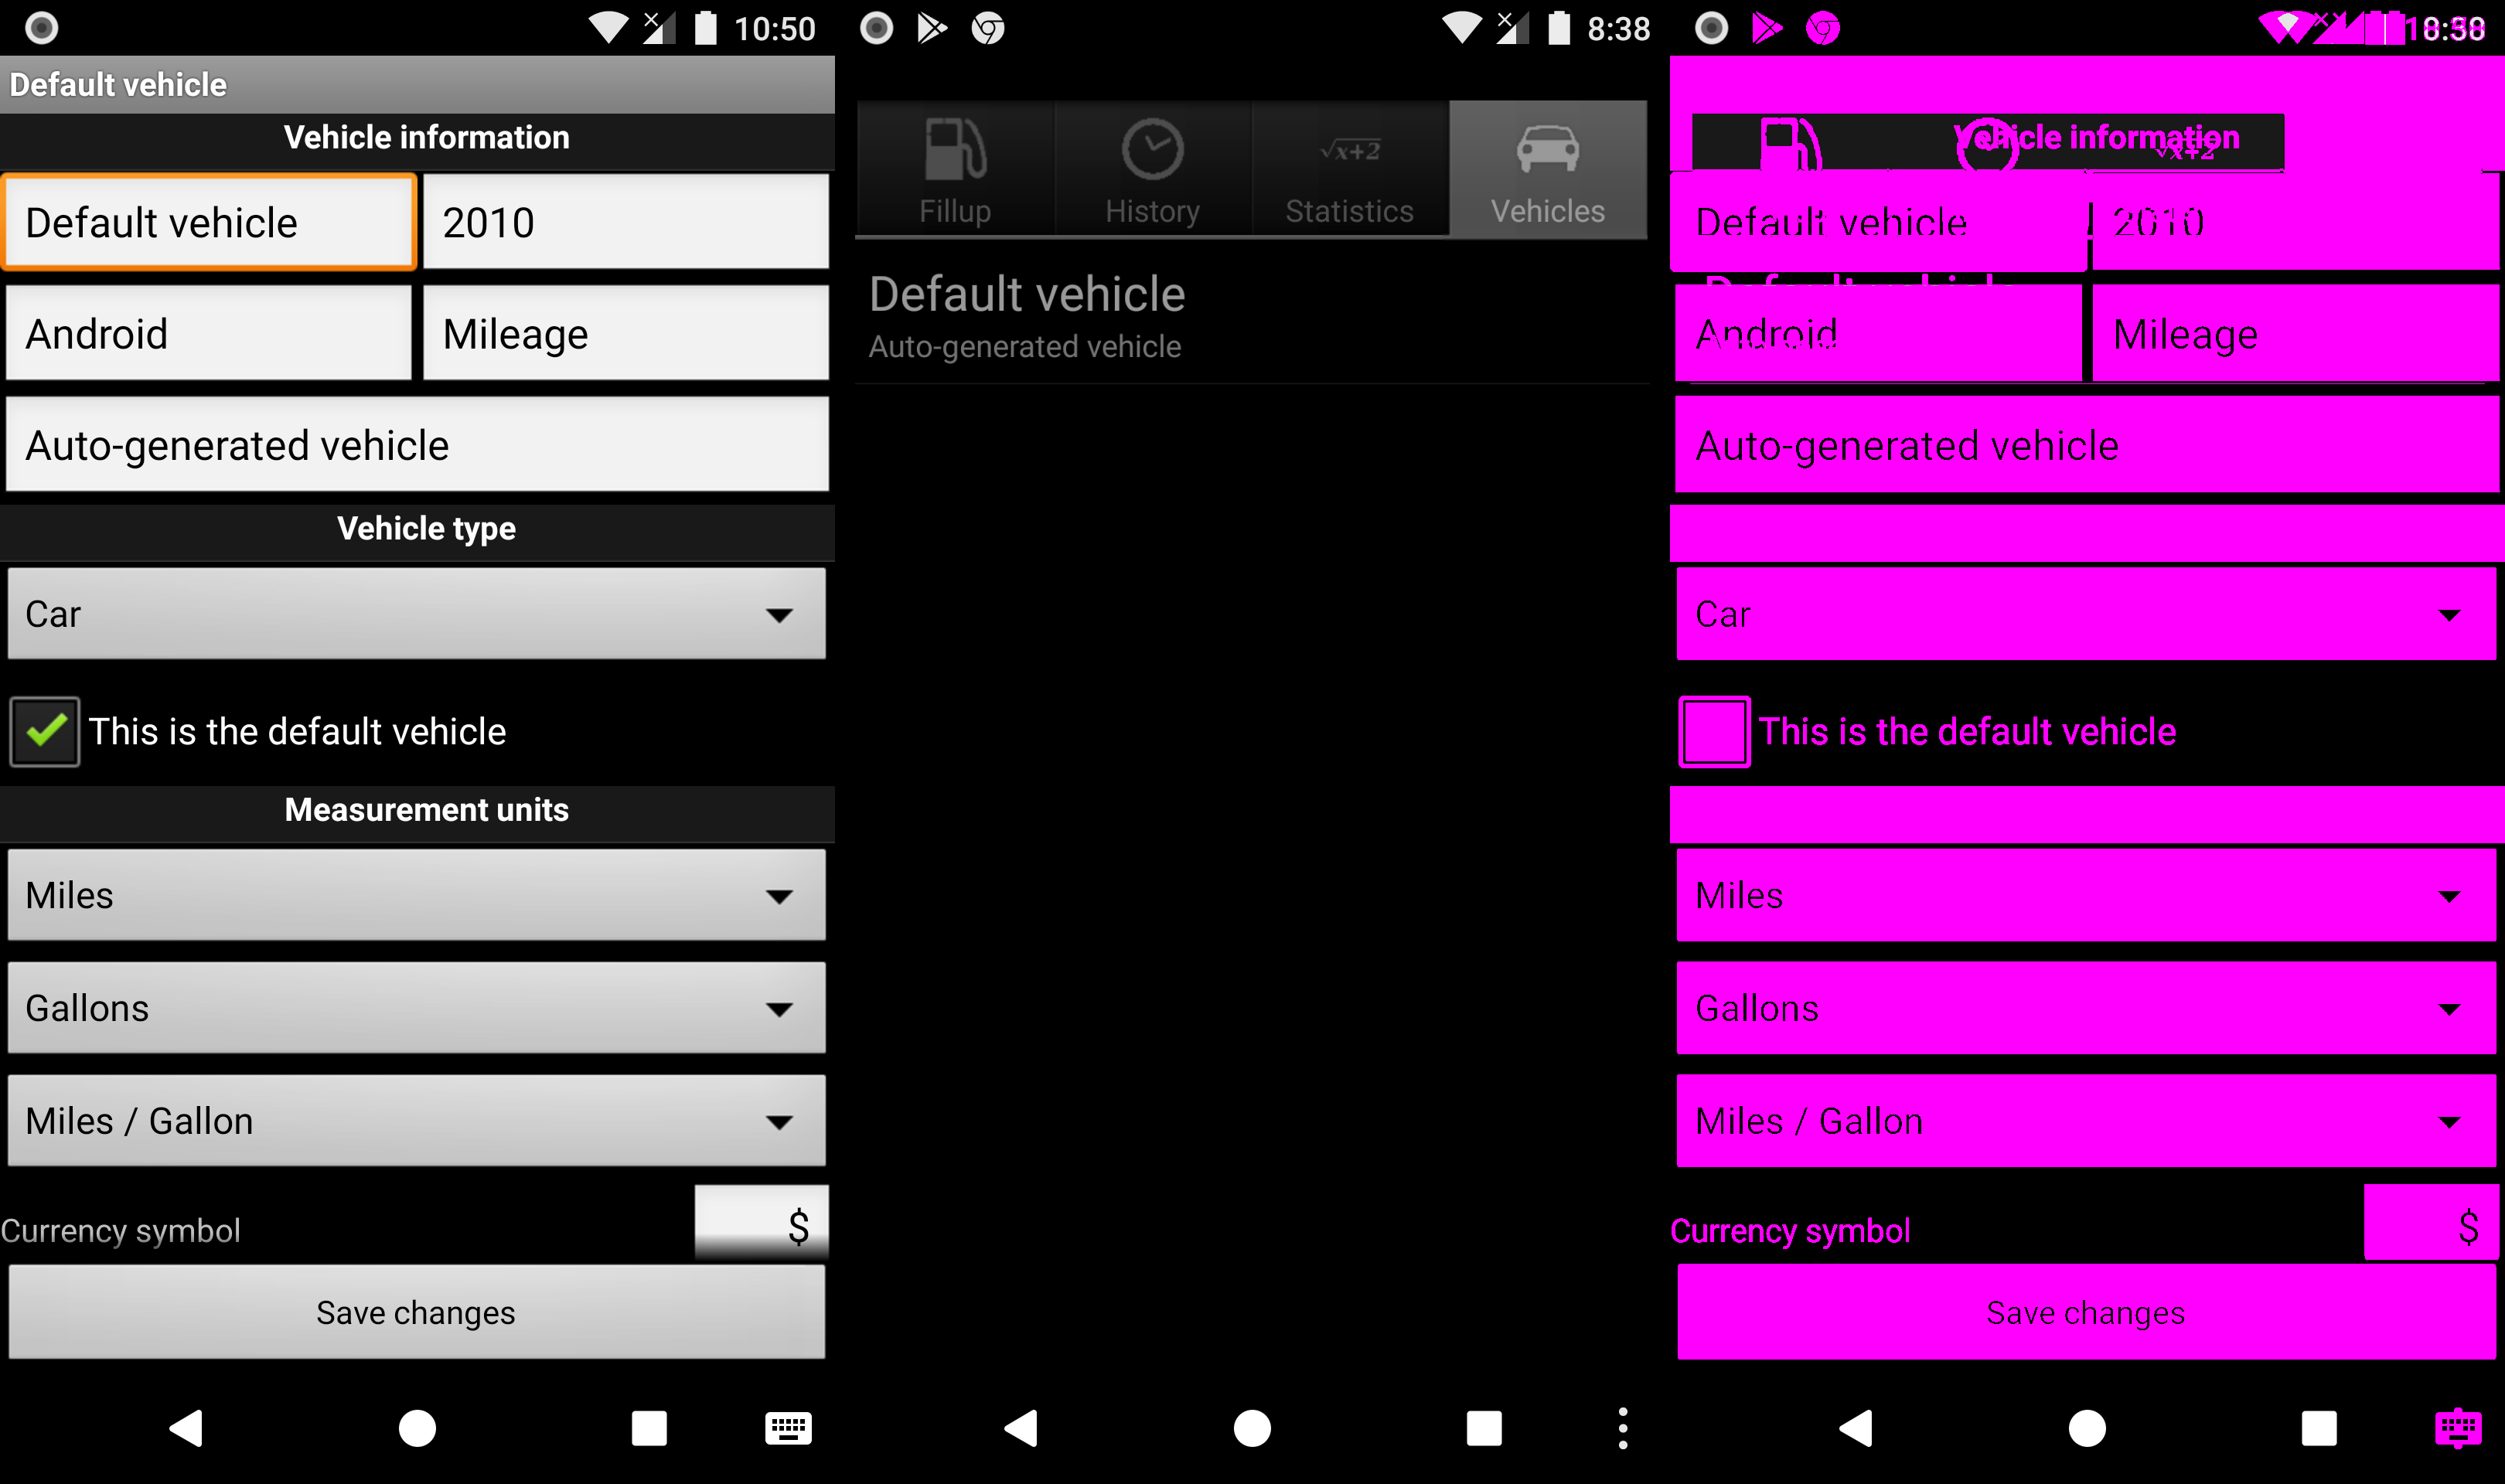 10:50
Default vehicle
Vehicle information
Default vehicle
2010
Android
Mileage
Auto-generated vehicle
Vehicle type
Car
This is the default vehicle
Measurement units
Miles
Gallons
Miles / Gallon
Currency symbol
$
Save changes
8:38
Fillup
History
√x+2
Statistics
Vehicles
Default vehicle
Auto-generated vehicle
Vehicle information
√x+2
Default vehicle
2010
Android
Mileage
Auto-generated vehicle
Car
This is the default vehicle
Miles
Gallons
Miles / Gallon
Currency symbol
$
Save changes